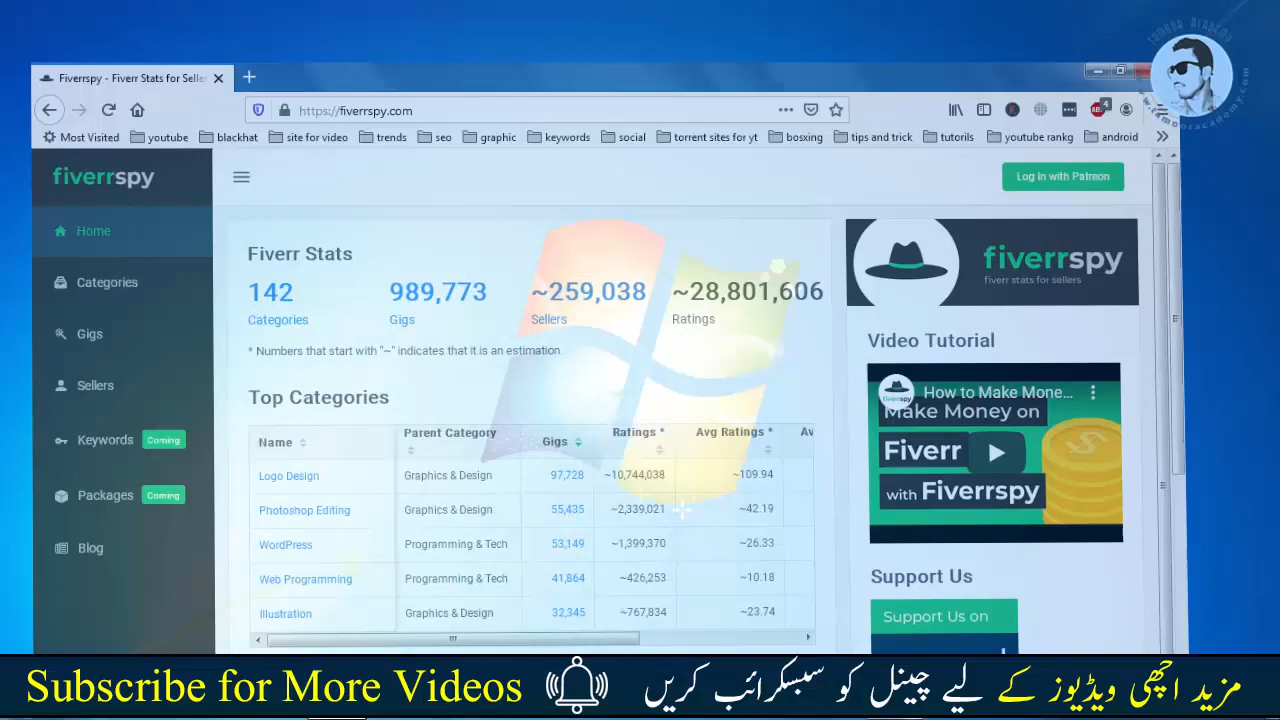 Fiverrspy - Fiverr Stats for Selle
https://fiverrspy.com
Most Visited youtube blackhat site for video trends seo graphic keywords social torrent sites for yt bosxing tips and trick tutorils youtube rankg android
fiverrspy
Log In with Patreon
Home
Categories
Gigs
Sellers
Keywords Coming
Packages Coming
Blog
Fiverr Stats
142 989,773 ~259,038 ~28,801,606
Categories Gigs Sellers Ratings
* Numbers that start with "~" indicates that it is an estimation.
Top Categories
Name Parent Category Gigs Ratings * Avg Ratings * Av
Logo Design Graphics & Design 97,728 ~10,744,038 ~109.94
Photoshop Editing Graphics & Design 55,435 ~2,339,021 ~42.19
WordPress Programming & Tech 53,149 ~1,399,370 ~26.33
Web Programming Programming & Tech 41,864 ~426,253 ~10.18
Illustration Graphics & Design 32,345 ~767,834 ~23.74
fiverrspy
fiverr stats for sellers
Video Tutorial
How to Make Mone...
Make Money on
Fiverr
with Fiverrspy
Support Us
Support Us on
Subscribe for More Videos
مزید اچھی ویڈیوز کے لیے چینل کو سبسکرائب کریں